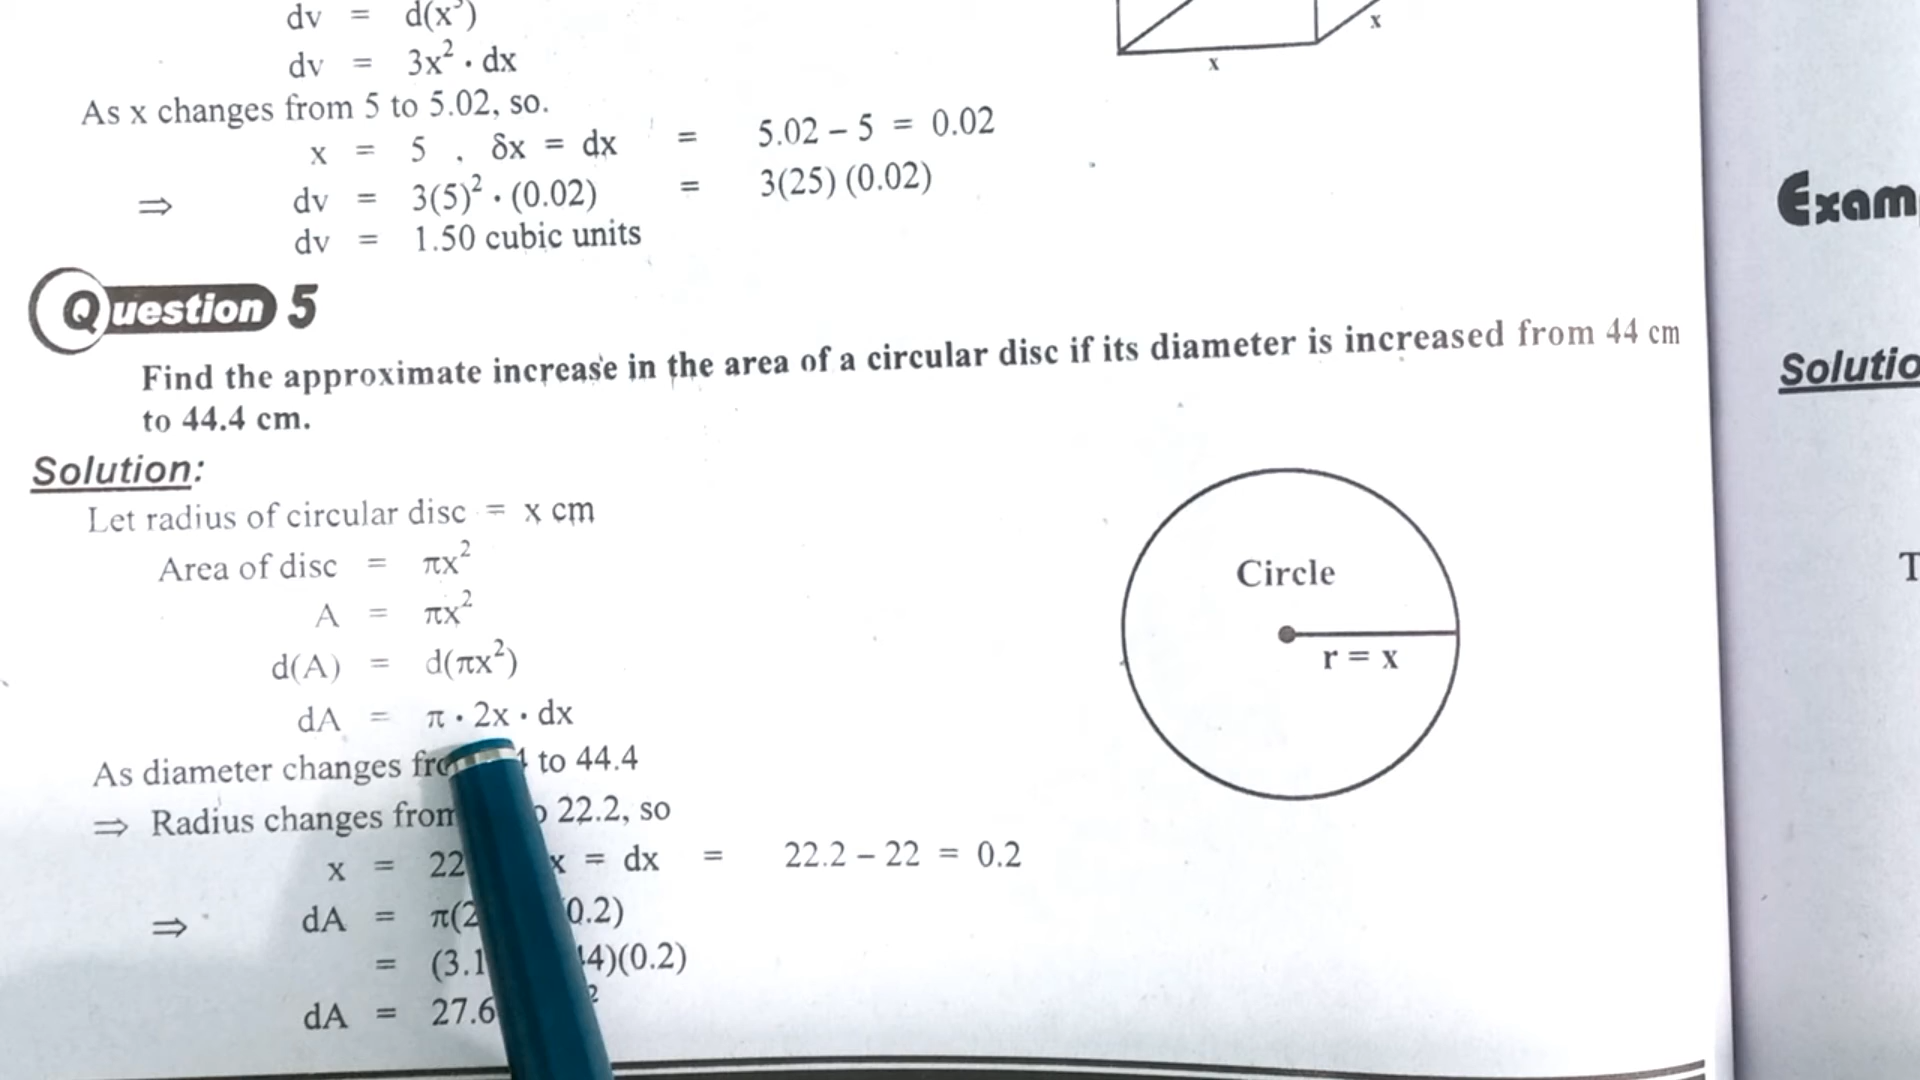 dv = d(x³)
dv = 3x² · dx
x
x
As x changes from 5 to 5.02, so.
x = 5 , δx = dx = 5.02 – 5 = 0.02
⇒ dv = 3(5)² · (0.02) = 3(25) (0.02)
dv = 1.50 cubic units
Question 5
Find the approximate increase in the area of a circular disc if its diameter is increased from 44 cm
to 44.4 cm.
Solution:
Let radius of circular disc = x cm
Area of disc = πx²
A = πx²
d(A) = d(πx²)
dA = π · 2x · dx
As diameter changes to 44.4
⇒ Radius changes 22.2, so
x = 22 x = dx = 22.2 – 22 = 0.2
⇒ dA = π(2 0.2)
= (3.1 4)(0.2)
dA = 27.6 ²
Circle
r = x
Exam
Solutio
T